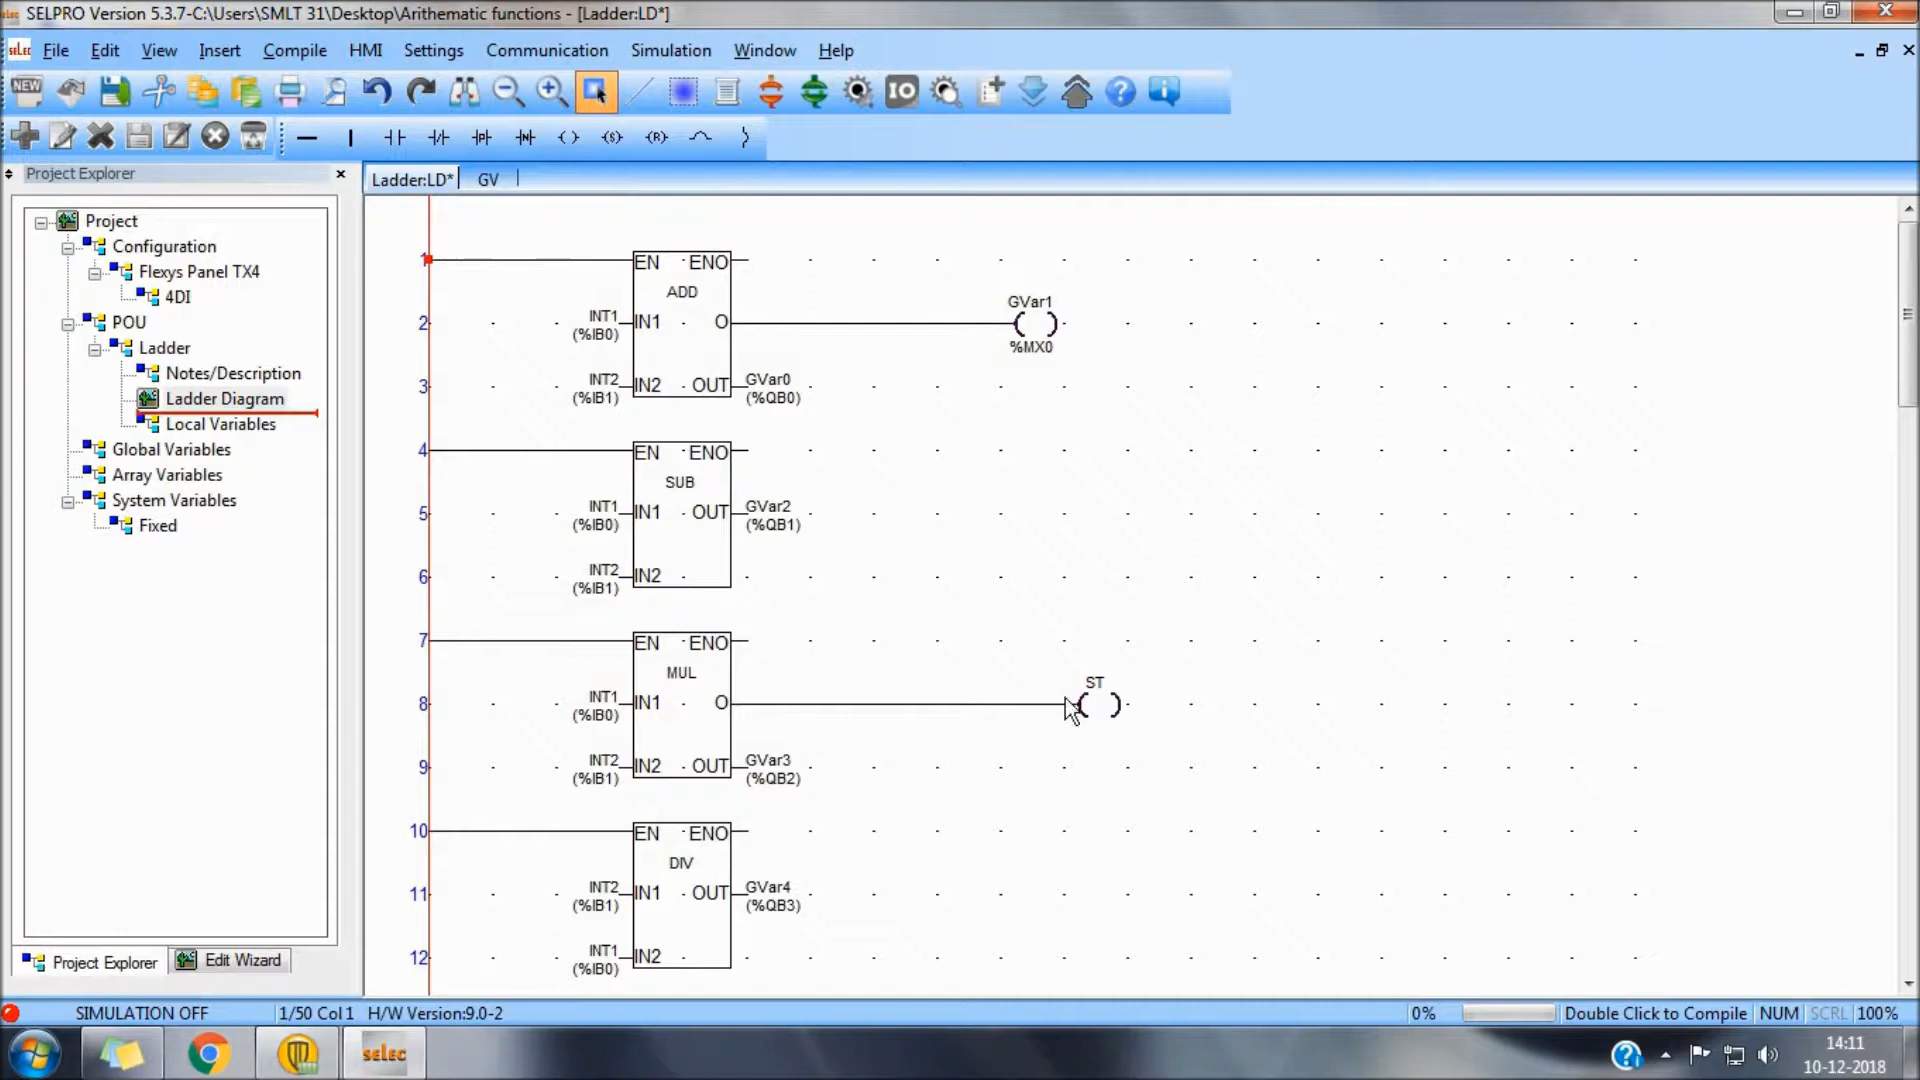 SELPRO Version 5.3.7-C:\Users\SMLT 31\Desktop\Arithematic functions - [Ladder:LD*]
selec File Edit View Insert Compile HMI Settings Communication Simulation Window Help
NEW IO
P N (S) (R)
Project Explorer
Ladder:LD* GV
Project
Configuration
Flexys Panel TX4
4DI
POU
Ladder
Notes/Description
Ladder Diagram
Local Variables
Global Variables
Array Variables
System Variables
Fixed
Project Explorer Edit Wizard
1 EN ENO
ADD
GVar1
2 INT1 (%IB0) IN1 O
%MX0
3 INT2 (%IB1) IN2 OUT GVar0 (%QB0)
4 EN ENO
SUB
5 INT1 (%IB0) IN1 OUT GVar2 (%QB1)
6 INT2 (%IB1) IN2
7 EN ENO
MUL
ST
8 INT1 (%IB0) IN1 O
9 INT2 (%IB1) IN2 OUT GVar3 (%QB2)
10 EN ENO
DIV
11 INT2 (%IB1) IN1 OUT GVar4 (%QB3)
12 INT1 (%IB0) IN2
SIMULATION OFF 1/50 Col 1 H/W Version:9.0-2 0% Double Click to Compile NUM SCRL 100%
selec
14:11
10-12-2018